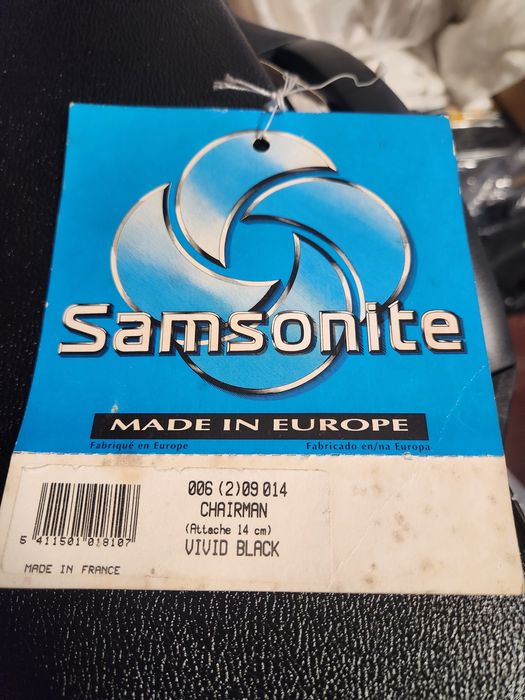 Samsonite
MADE IN EUROPE
Fabriqué en Europe Fabricado en/na Europa
006 (2)09 014
CHAIRMAN
(Attache 14 cm)
VIVID BLACK
5 411501 018107
MADE IN FRANCE